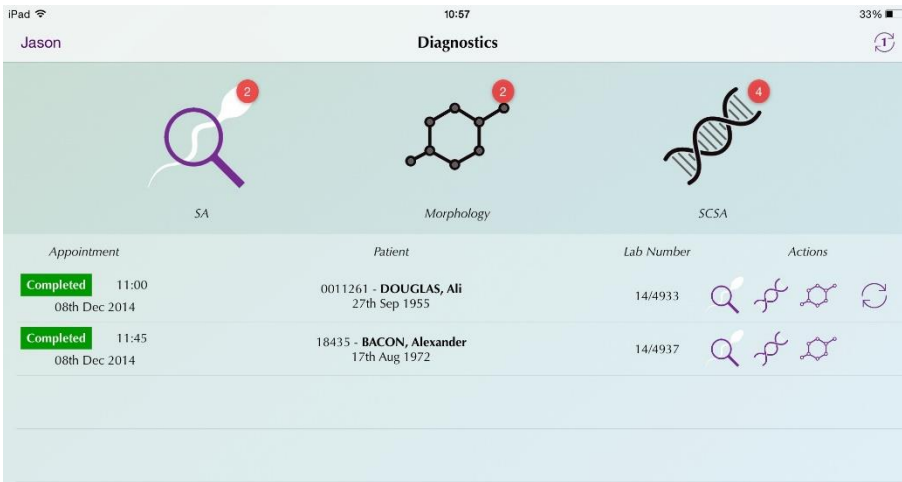 iPad 10:57 33%
Jason Diagnostics 1
2 2 4
SA Morphology SCSA
Appointment Patient Lab Number Actions
Completed 11:00 0011261 - DOUGLAS, Ali 14/4933
08th Dec 2014 27th Sep 1955
Completed 11:45 18435 - BACON, Alexander 14/4937
08th Dec 2014 17th Aug 1972